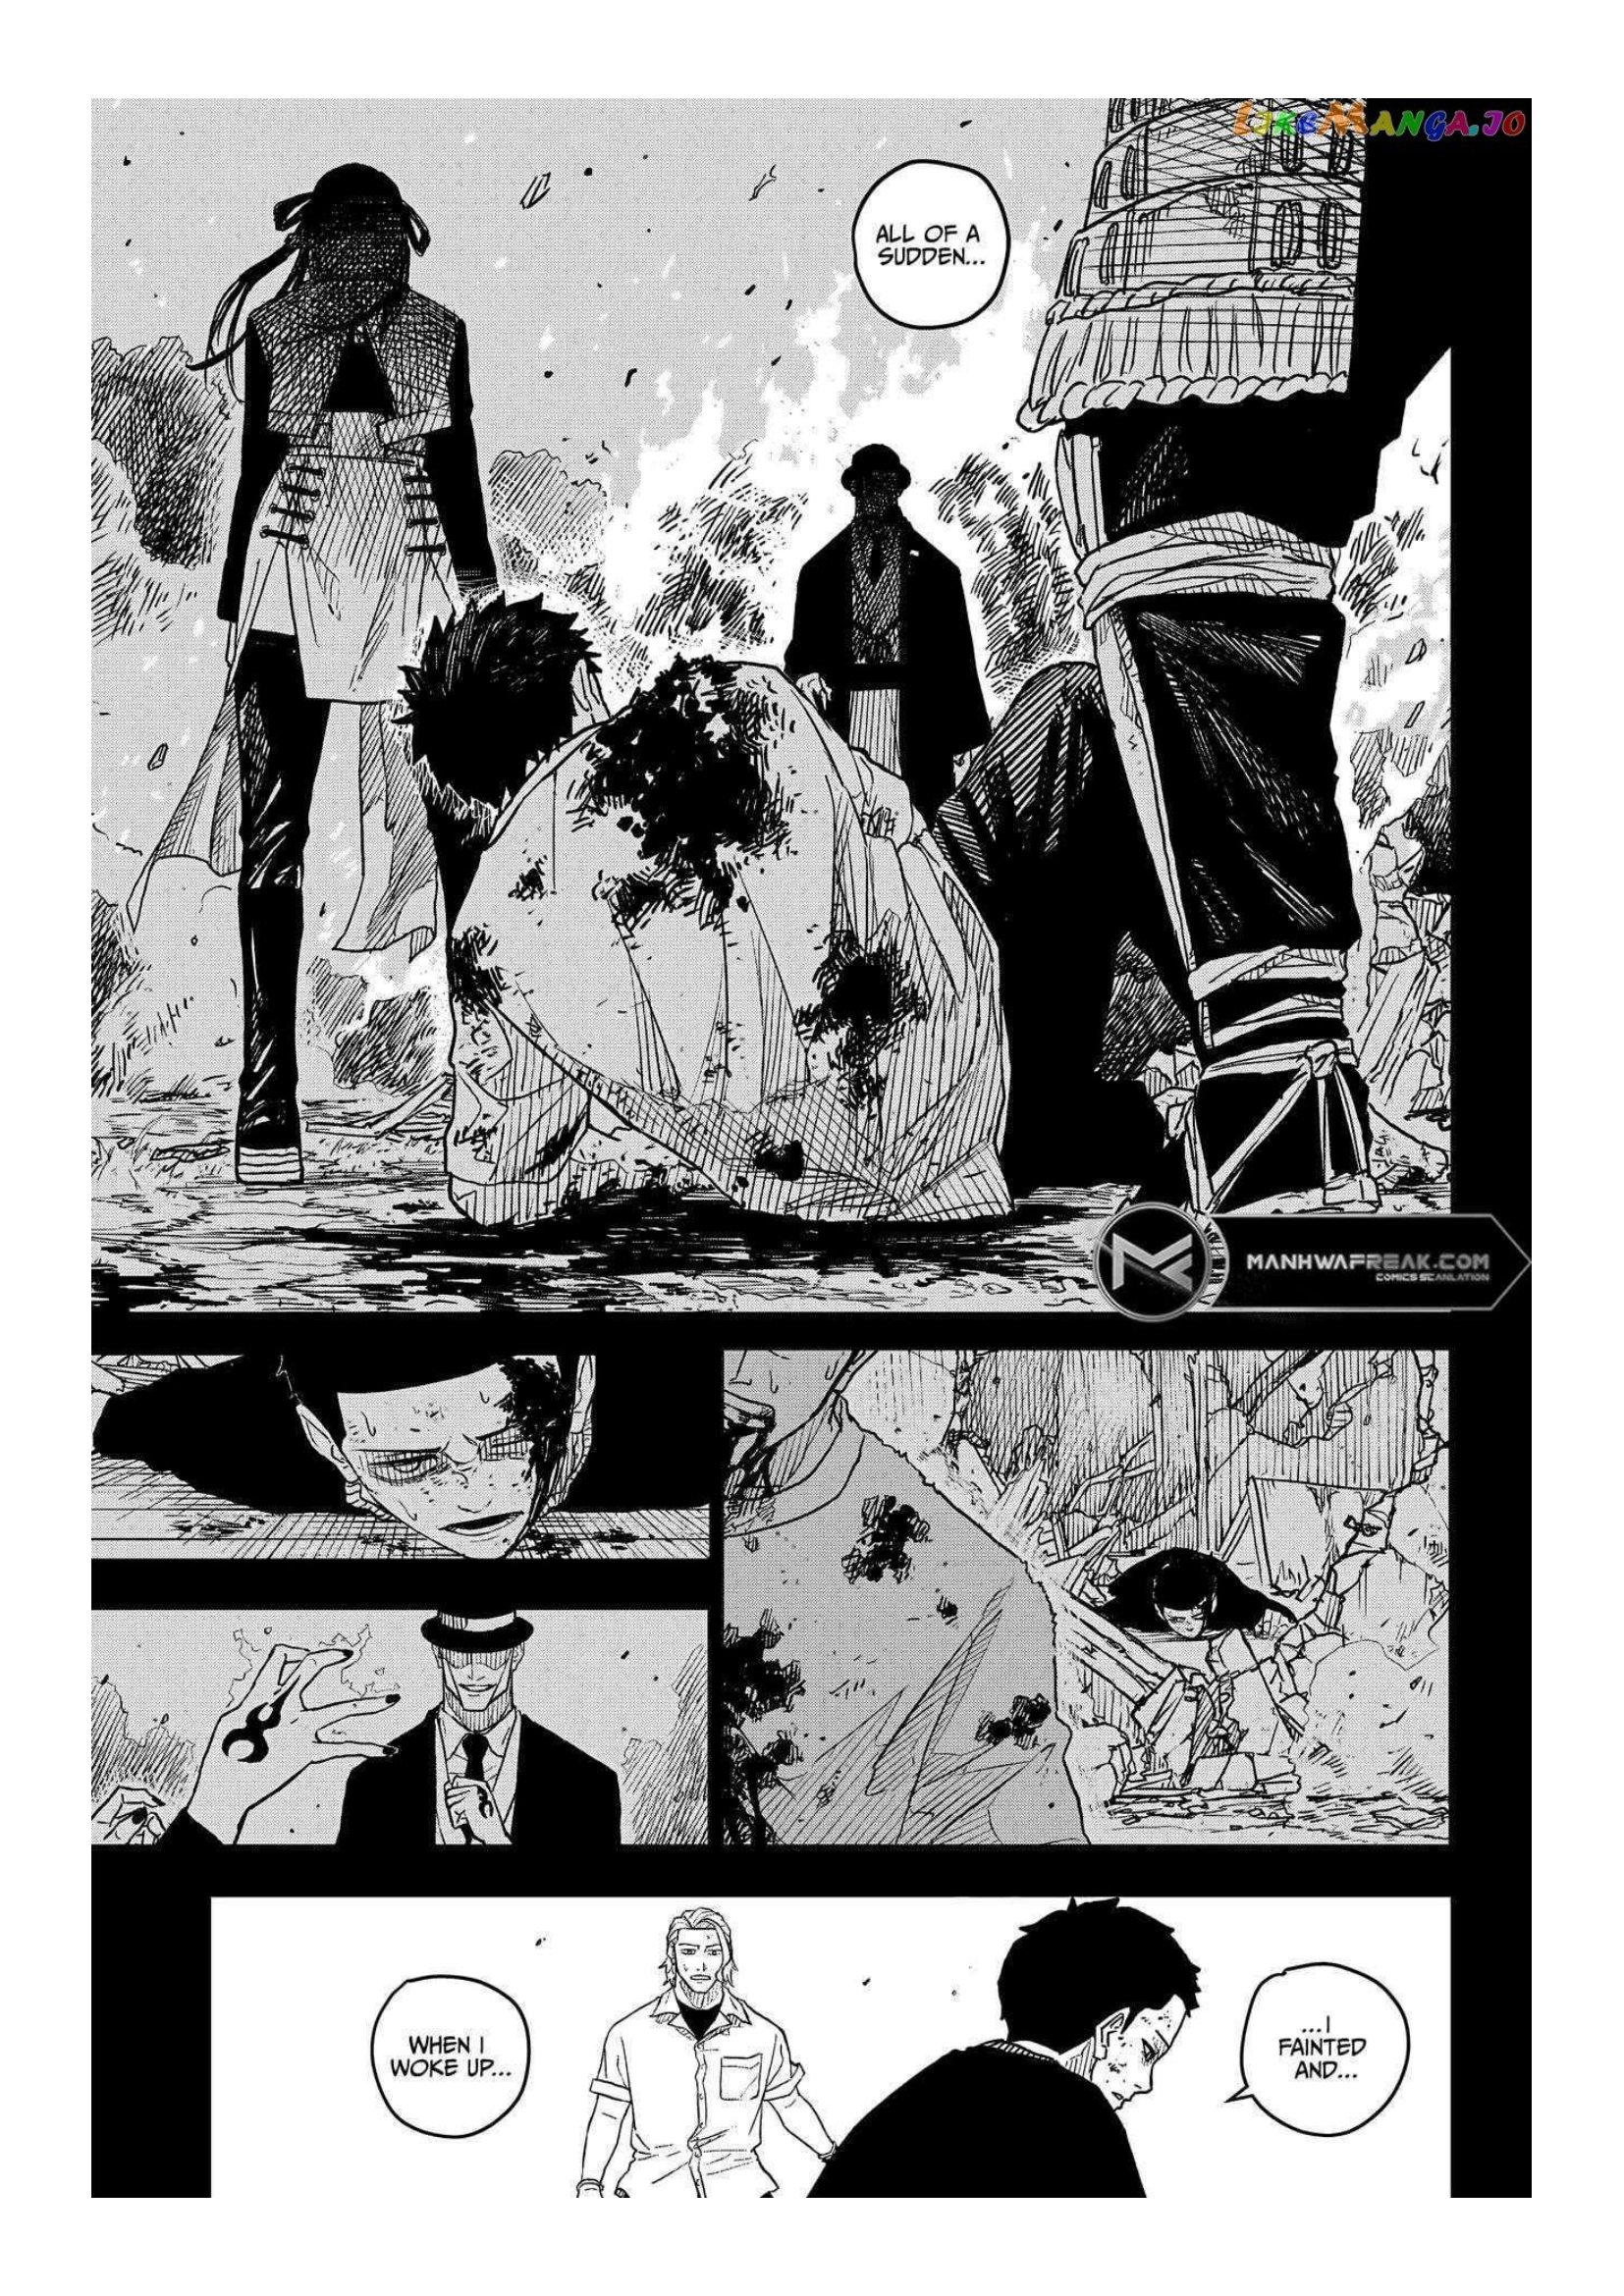 LIKEMANGA.IO
ALL OF A
SUDDEN...
MANHWAFREAK.COM
COMICS SCANLATION
...I
FAINTED
AND...
WHEN I
WOKE UP...